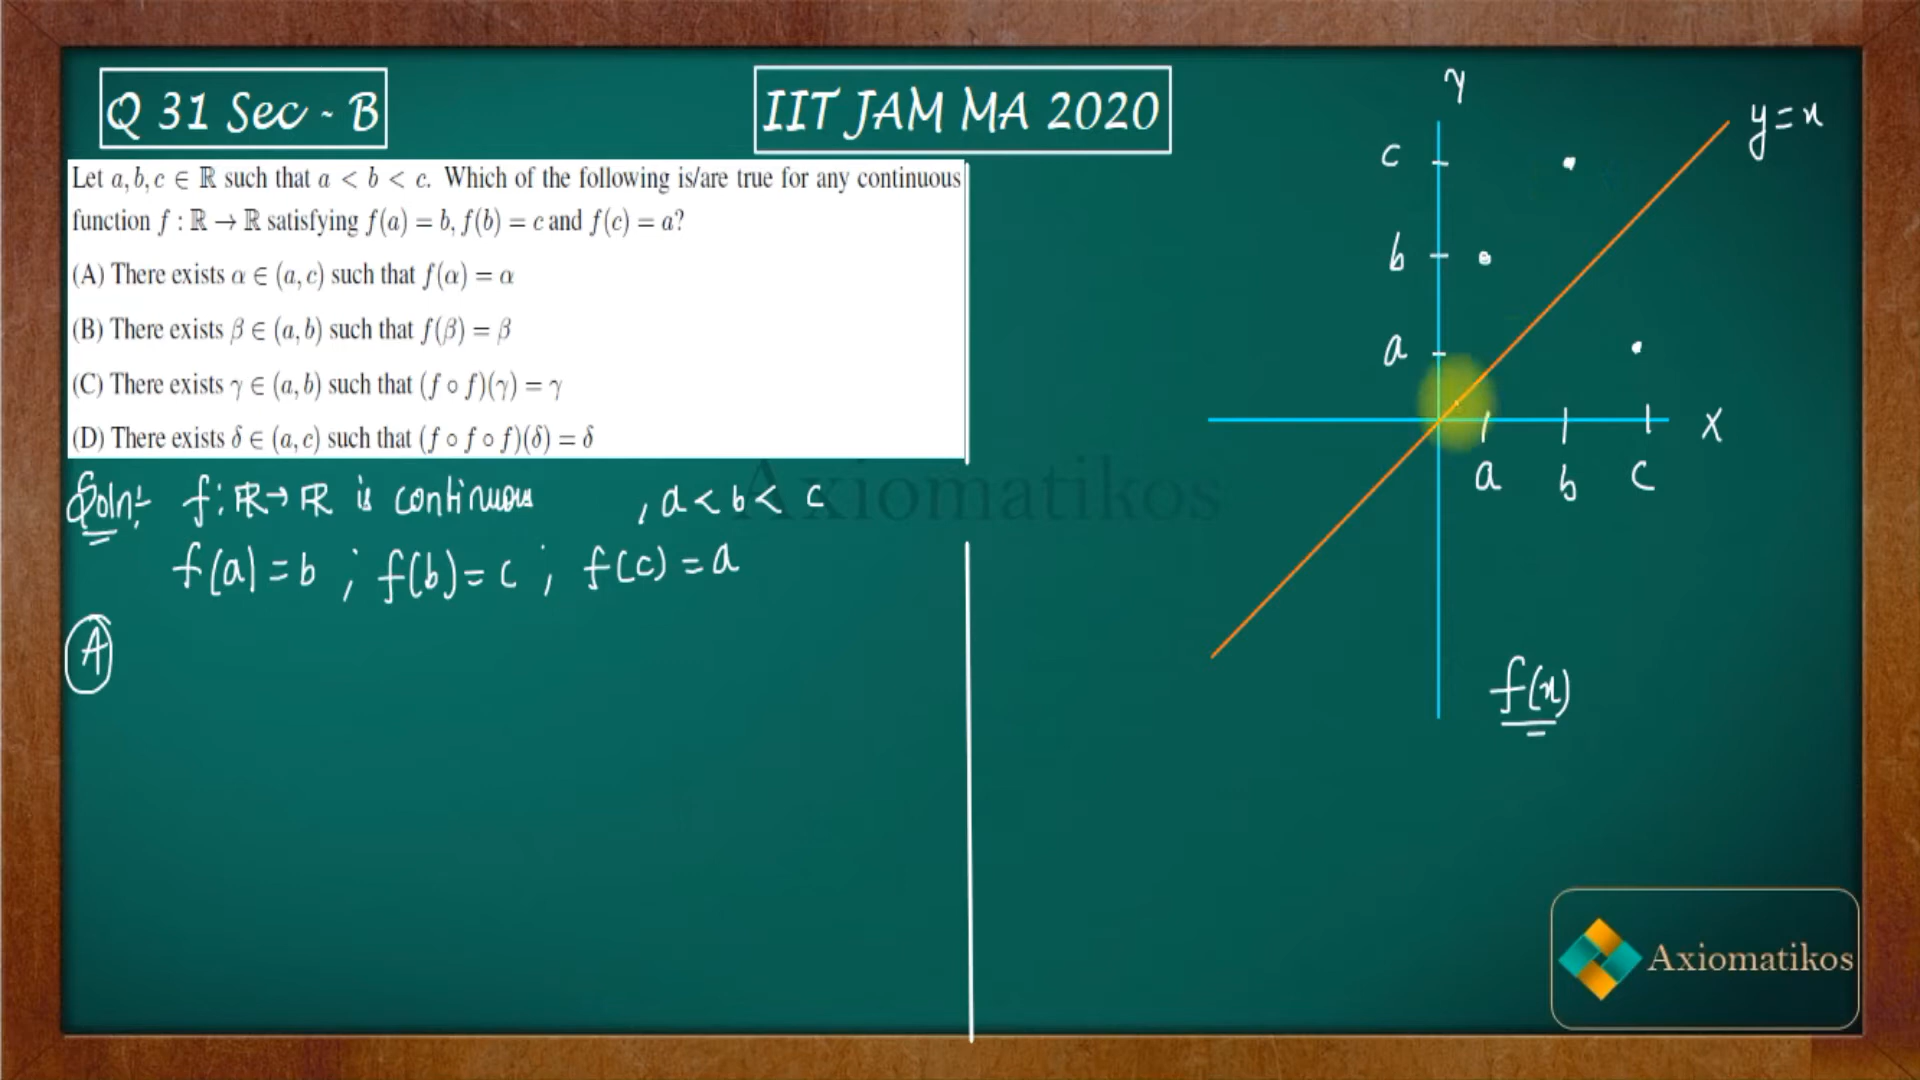 Q 31 Sec - B
IIT JAM MA 2020
Let a, b, c ∈ ℝ such that a < b < c. Which of the following is/are true for any continuous
function f : ℝ → ℝ satisfying f(a) = b, f(b) = c and f(c) = a?
(A) There exists α ∈ (a, c) such that f(α) = α
(B) There exists β ∈ (a, b) such that f(β) = β
(C) There exists γ ∈ (a, b) such that (f ∘ f)(γ) = γ
(D) There exists δ ∈ (a, c) such that (f ∘ f ∘ f)(δ) = δ
Soln:- f: ℝ → ℝ is continuous , a < b < c
f(a) = b ; f(b) = c ; f(c) = a
A
Y
y = x
c
b
a
X
a b c
f(x)
Axiomatikos
Axiomatikos